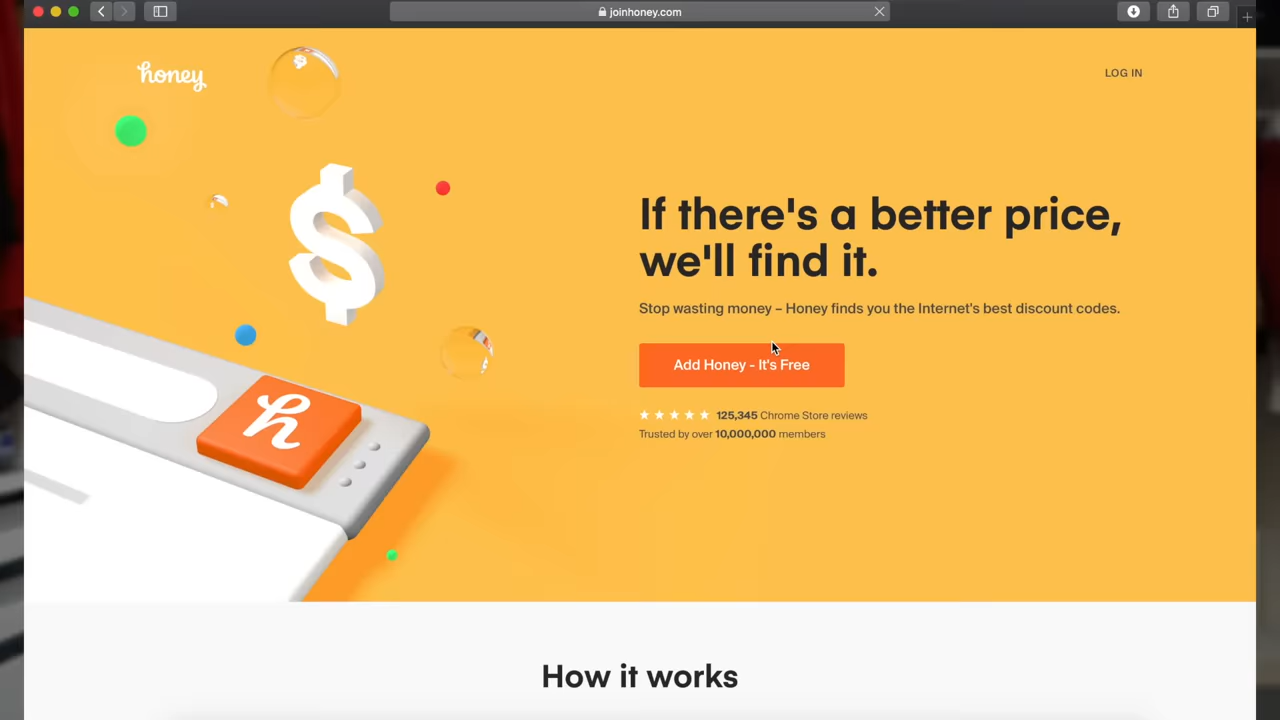 joinhoney.com
honey
LOG IN
If there's a better price,
we'll find it.
Stop wasting money – Honey finds you the Internet's best discount codes.
Add Honey - It's Free
125,345 Chrome Store reviews
Trusted by over 10,000,000 members
h
How it works